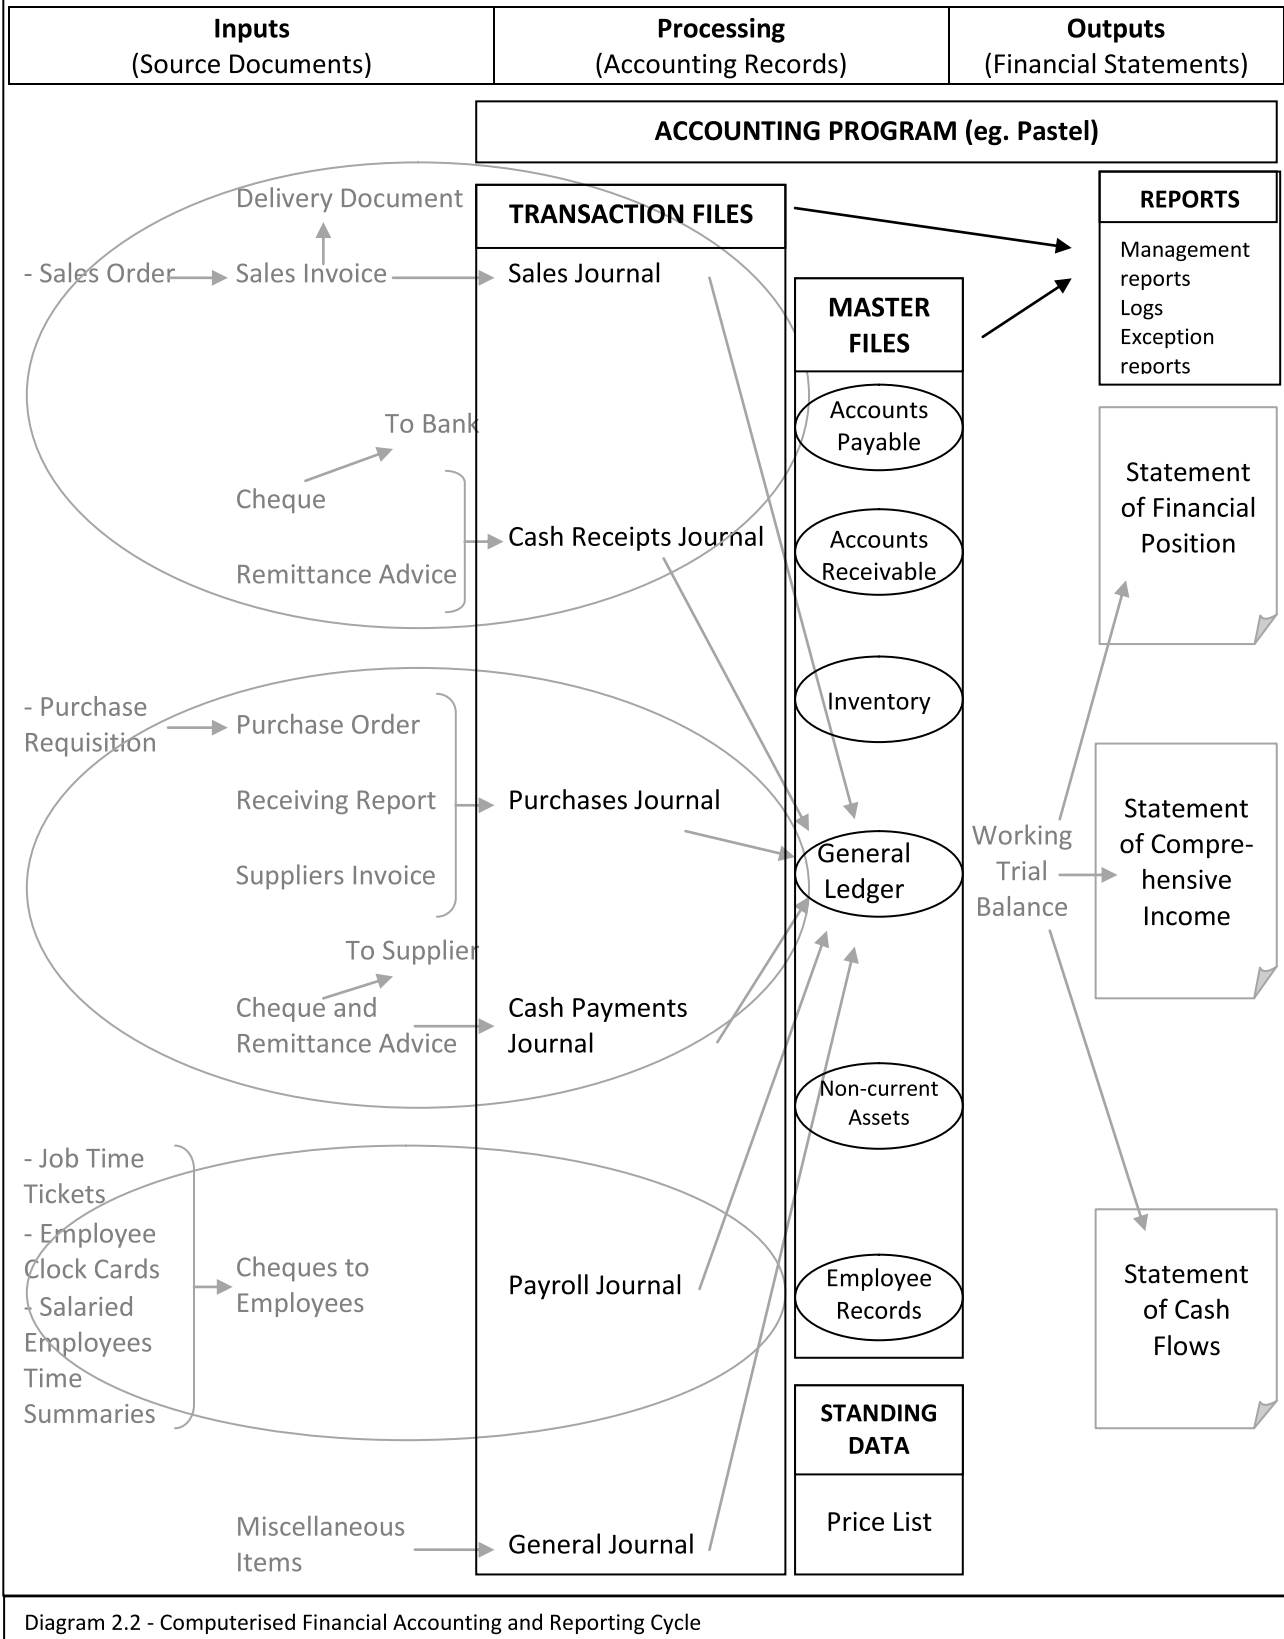 Inputs
(Source Documents)
Processing
(Accounting Records)
Outputs
(Financial Statements)
ACCOUNTING PROGRAM (eg. Pastel)
Delivery Document
- Sales Order
Sales Invoice
To Bank
Cheque
Remittance Advice
- Purchase
Requisition
Purchase Order
Receiving Report
Suppliers Invoice
To Supplier
Cheque and
Remittance Advice
- Job Time
Tickets
- Employee
Clock Cards
- Salaried
Employees
Time
Summaries
Cheques to
Employees
Miscellaneous
Items
TRANSACTION FILES
Sales Journal
Cash Receipts Journal
Purchases Journal
Cash Payments
Journal
Payroll Journal
General Journal
MASTER
FILES
Accounts
Payable
Accounts
Receivable
Inventory
General
Ledger
Non-current
Assets
Employee
Records
STANDING
DATA
Price List
REPORTS
Management
reports
Logs
Exception
reports
Working
Trial
Balance
Statement
of Financial
Position
Statement
of Compre-
hensive
Income
Statement
of Cash
Flows
Diagram 2.2 - Computerised Financial Accounting and Reporting Cycle